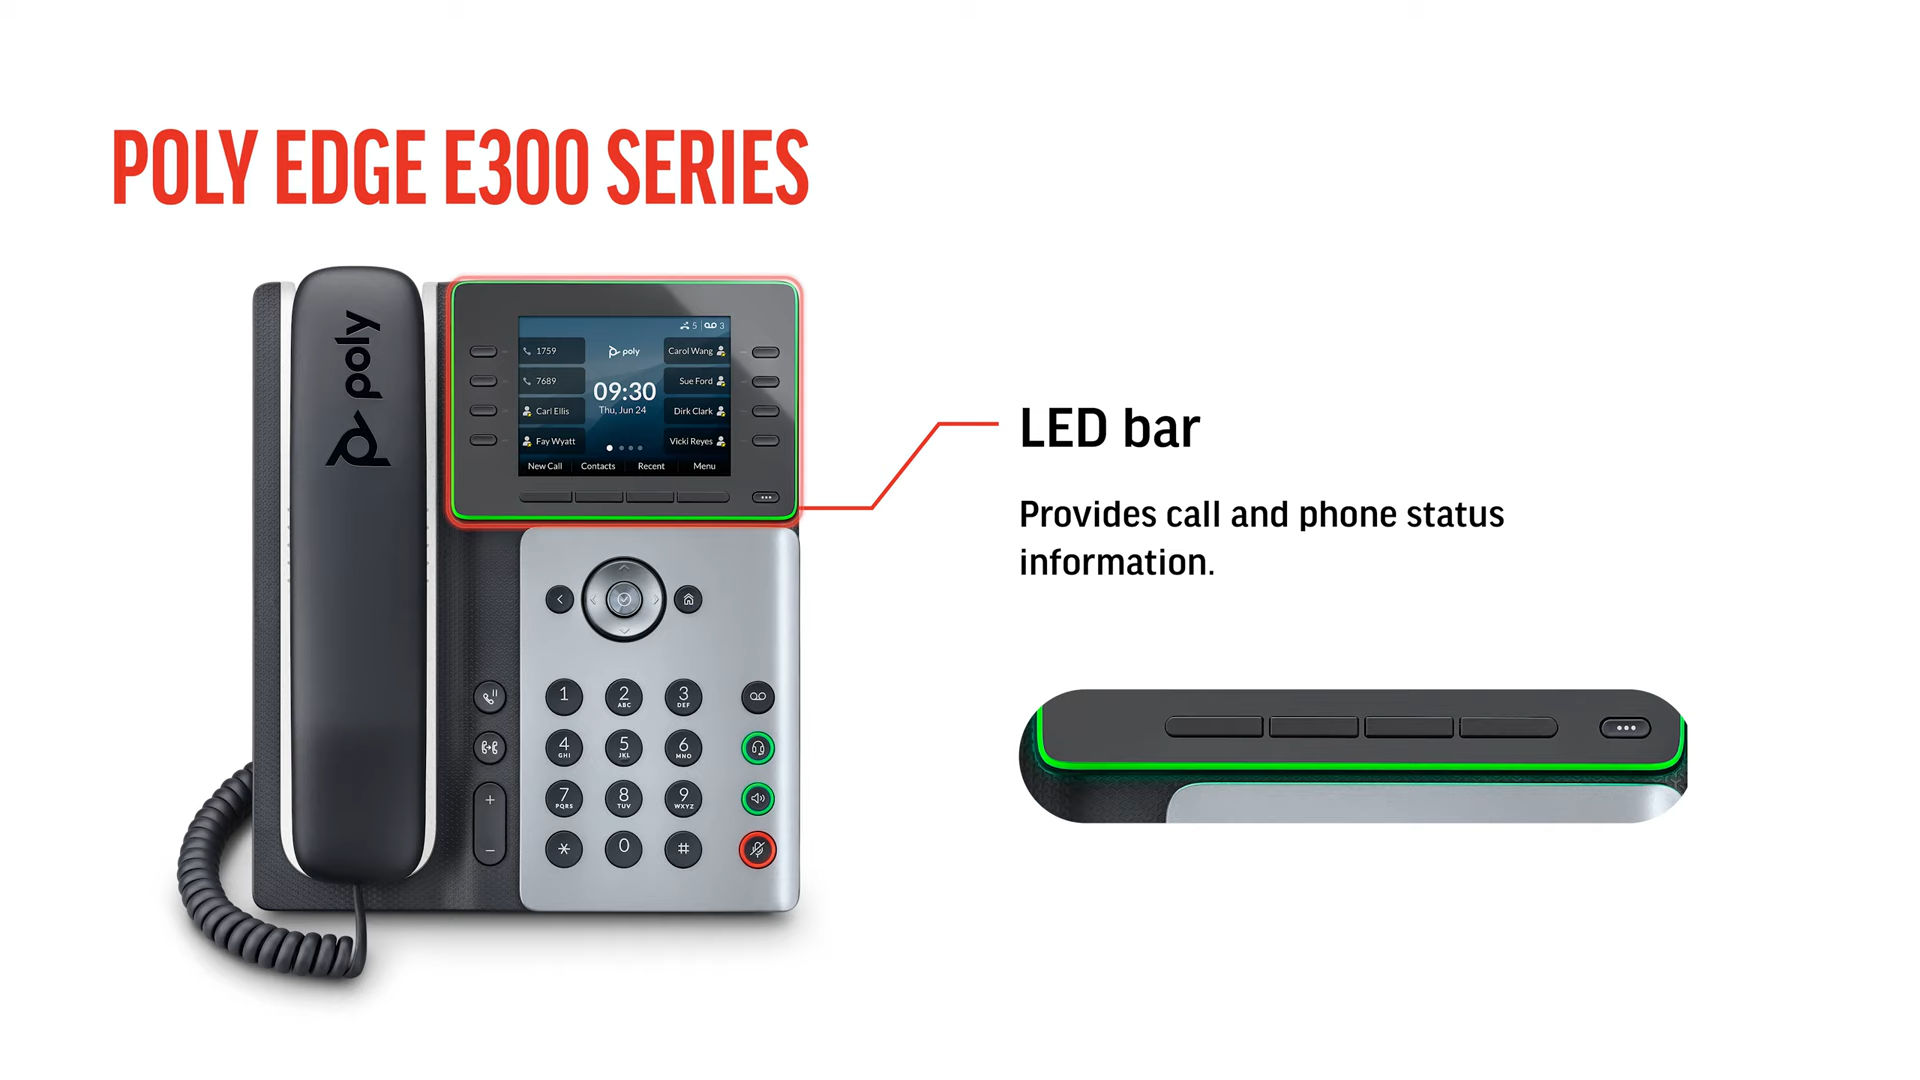 POLY EDGE E300 SERIES
poly
5 | 3
1759
poly
Carol Wang
7689
09:30
Sue Ford
Carl Ellis
Thu, Jun 24
Dirk Clark
Fay Wyatt
Vicki Reyes
New Call
Contacts
Recent
Menu
LED bar
Provides call and phone status
information.
1
2 ABC
3 DEF
4 GHI
5 JKL
6 MNO
7 PQRS
8 TUV
9 WXYZ
+
-
*
0
#